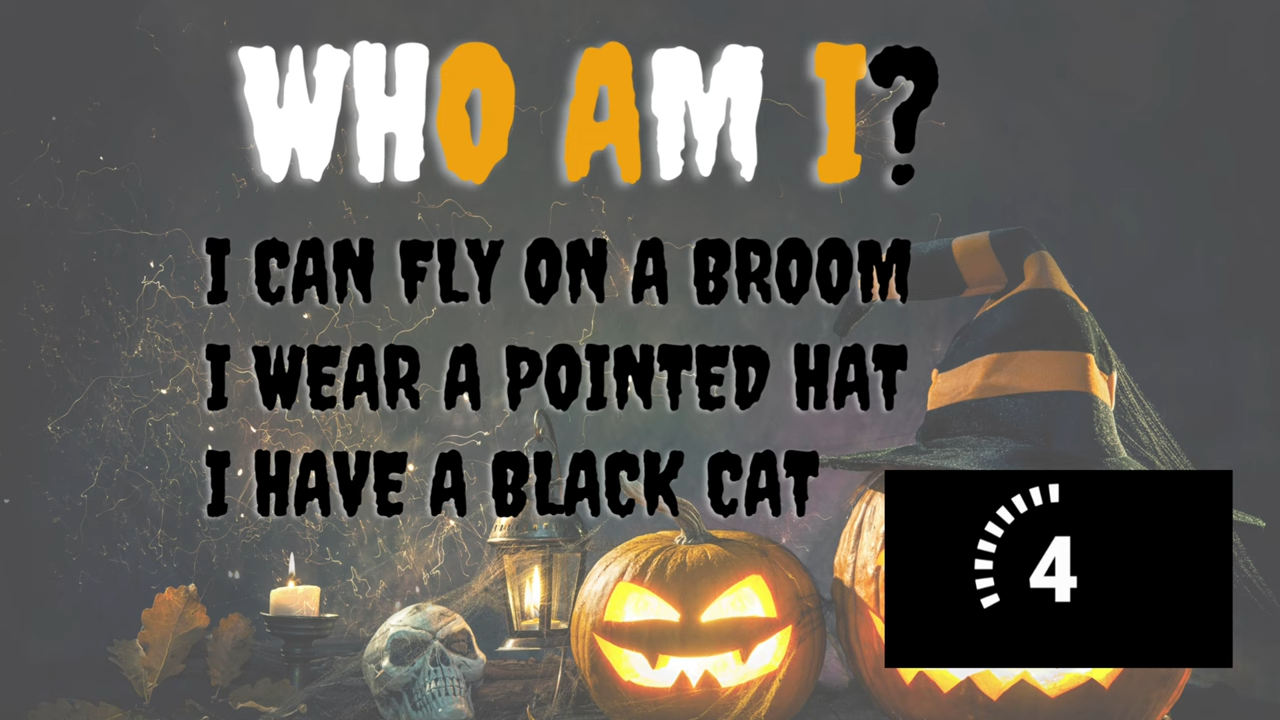 WHO AM I?
I CAN FLY ON A BROOM
I WEAR A POINTED HAT
I HAVE A BLACK CAT
4